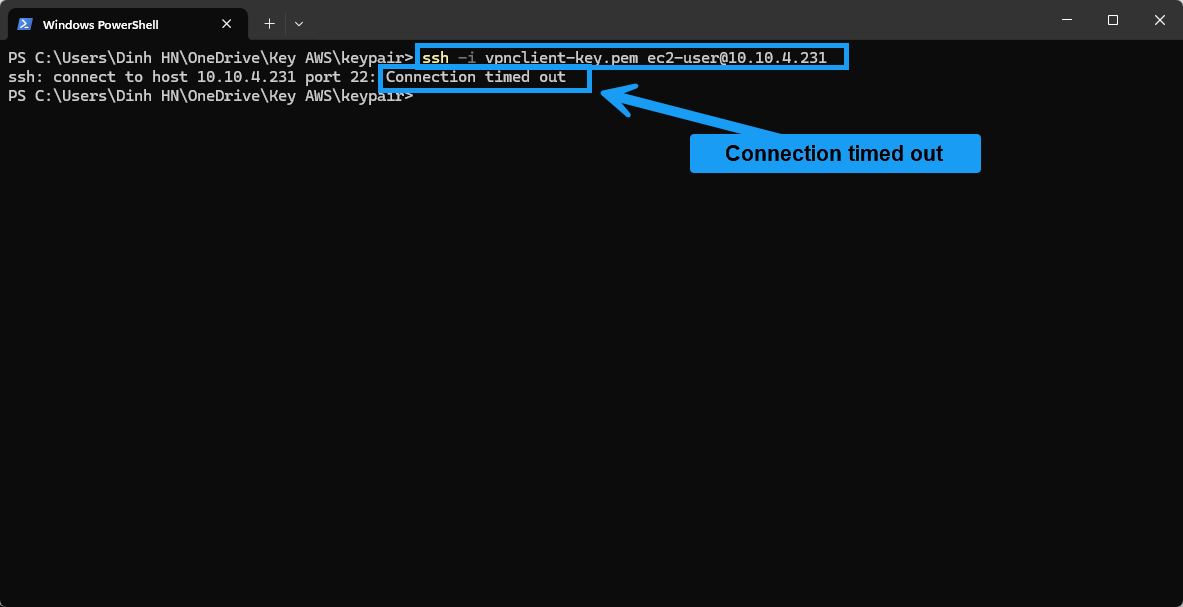 Windows PowerShell
PS C:\Users\Dinh HN\OneDrive\Key AWS\keypair> ssh -i vpnclient-key.pem ec2-user@10.10.4.231
ssh: connect to host 10.10.4.231 port 22: Connection timed out
PS C:\Users\Dinh HN\OneDrive\Key AWS\keypair>
Connection timed out